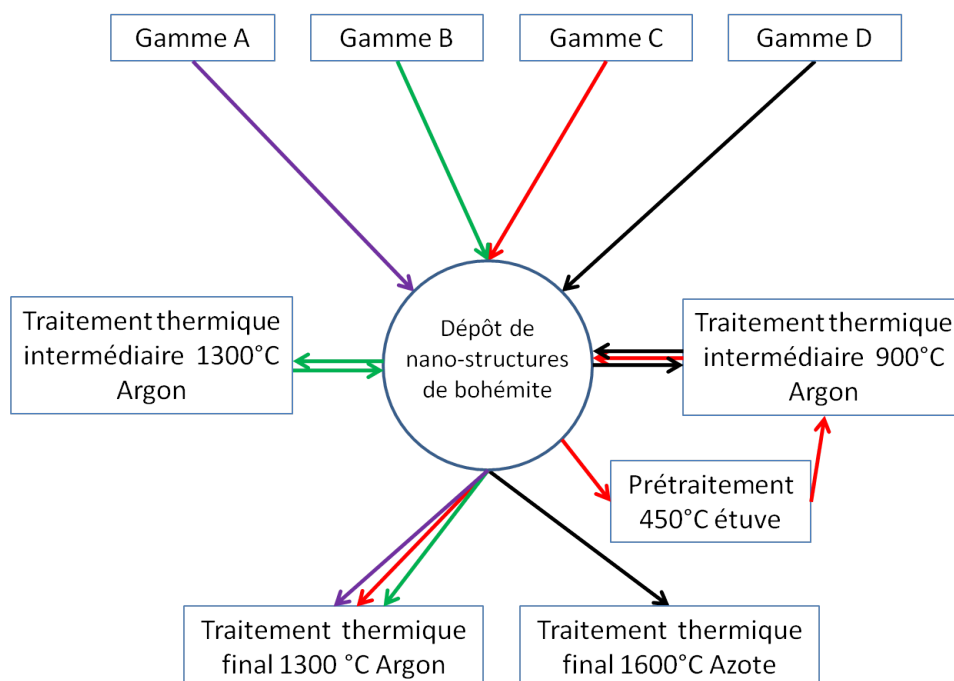 Gamme A
Gamme B
Gamme C
Gamme D
Dépôt de
nano-structures
de bohémite
Traitement thermique
intermédiaire 1300°C
Argon
Traitement thermique
intermédiaire 900°C
Argon
Prétraitement
450°C étuve
Traitement thermique
final 1300 °C Argon
Traitement thermique
final 1600°C Azote